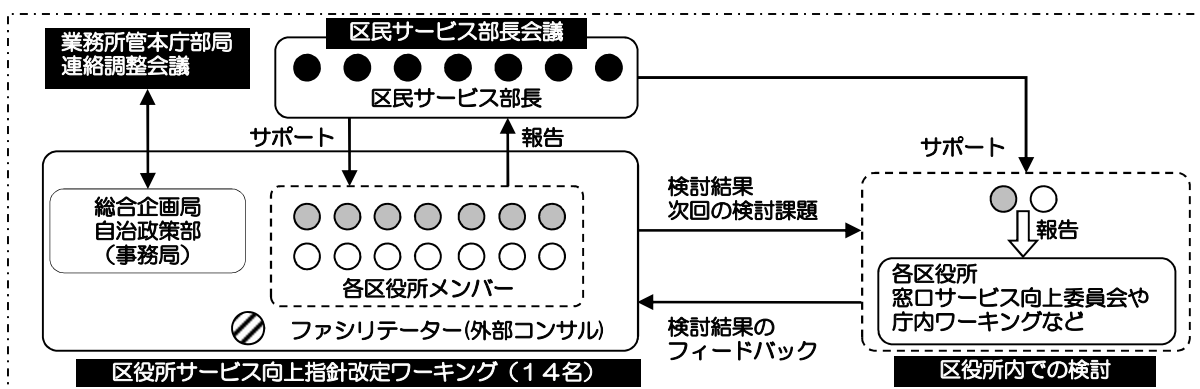 業務所管本庁部局
連絡調整会議
区民サービス部長会議
区民サービス部長
サポート
報告
サポート
総合企画局
自治政策部
(事務局)
各区役所メンバー
ファシリテーター(外部コンサル)
区役所サービス向上指針改定ワーキング(14名)
検討結果
次回の検討課題
検討結果の
フィードバック
報告
各区役所
窓口サービス向上委員会や
庁内ワーキングなど
区役所内での検討